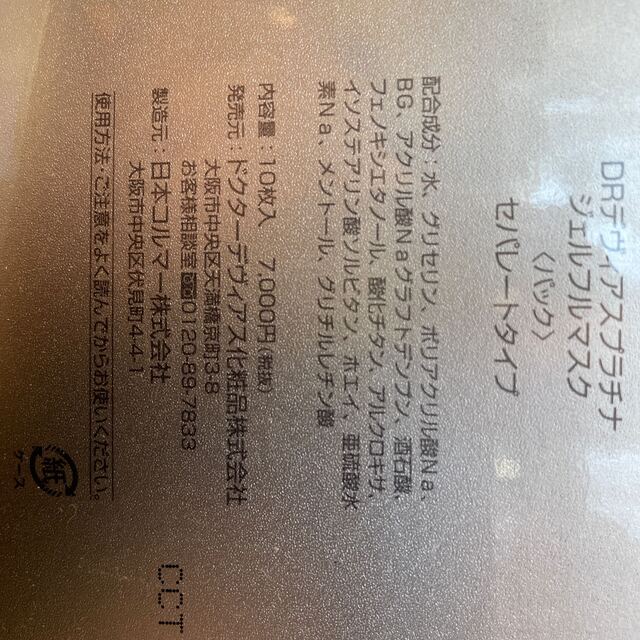 DRデヴィアスプラチナ
ジェルフルマスク
〈パック〉
セパレートタイプ
配合成分：水、グリセリン、ポリアクリル酸Na、
BG、アクリル酸Naグラフトデンプン、酒石酸、
フェノキシエタノール、酸化チタン、アルクロキサ、
イソステアリン酸ソルビタン、ホエイ、亜硫酸水
素Na、メントール、グリチルレチン酸
内容量：10枚入 7,000円(税抜)
発売元：ドクターデヴィアス化粧品株式会社
大阪市中央区天満橋京町3-8
お客様相談室 0120-89-7833
製造元：日本コルマー株式会社
大阪市中央区伏見町4-4-1
使用方法・ご注意をよく読んでからお使いください。
紙
ケース
CCT